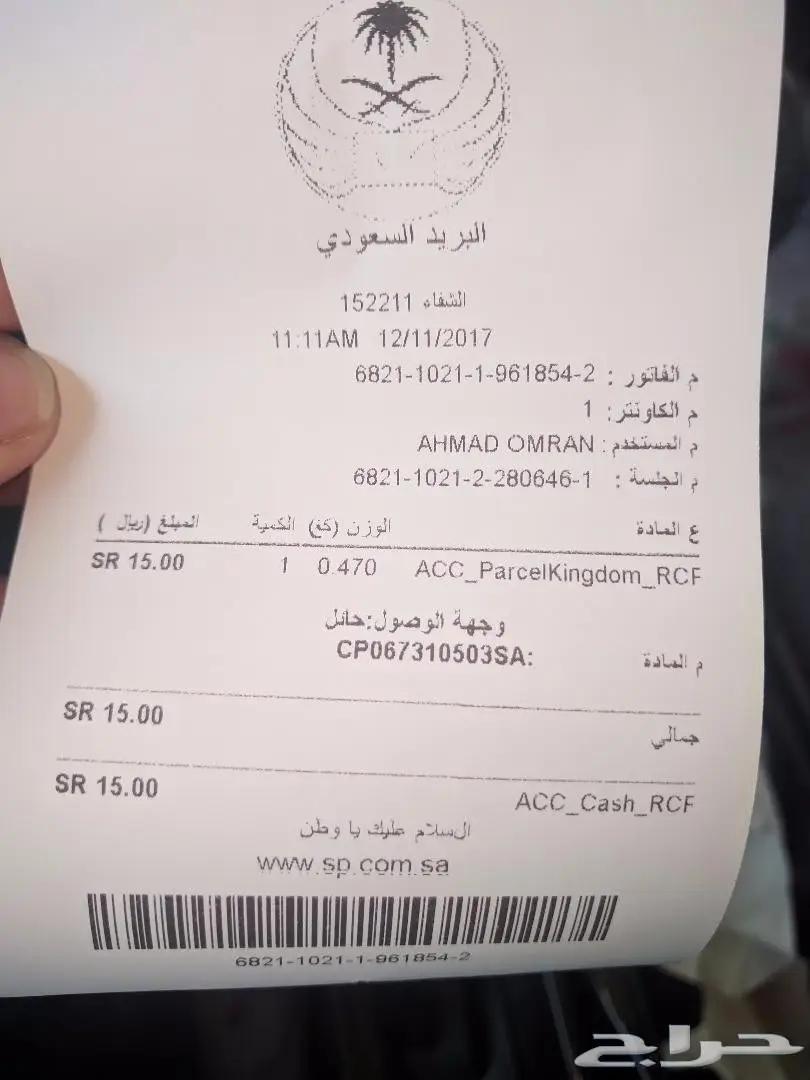 البريد السعودي
الشفاء 152211
11:11AM 12/11/2017
م الفاتور : 6821-1021-1-961854-2
م الكاونتر: 1
م المستخدم : AHMAD OMRAN
م الجلسة : 6821-1021-2-280646-1
ع المادة الوزن (كغ) الكمية المبلغ (ريال )
ACC_ParcelKingdom_RCF 0.470 1 SR 15.00
وجهة الوصول:حائل
م المادة CP067310503SA:
جمالي SR 15.00
ACC_Cash_RCF SR 15.00
السلام عليك يا وطن
www.sp.com.sa
6821-1021-1-961854-2
حراج